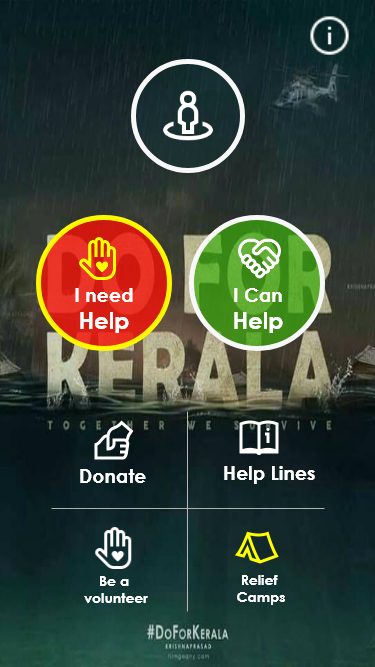 DO FOR
I need
Help
I Can
Help
KERALA
TOGETHER WE SURVIVE
Donate
Help Lines
Be a
volunteer
Relief
Camps
#DoForKerala
KRISHNAPRASAD